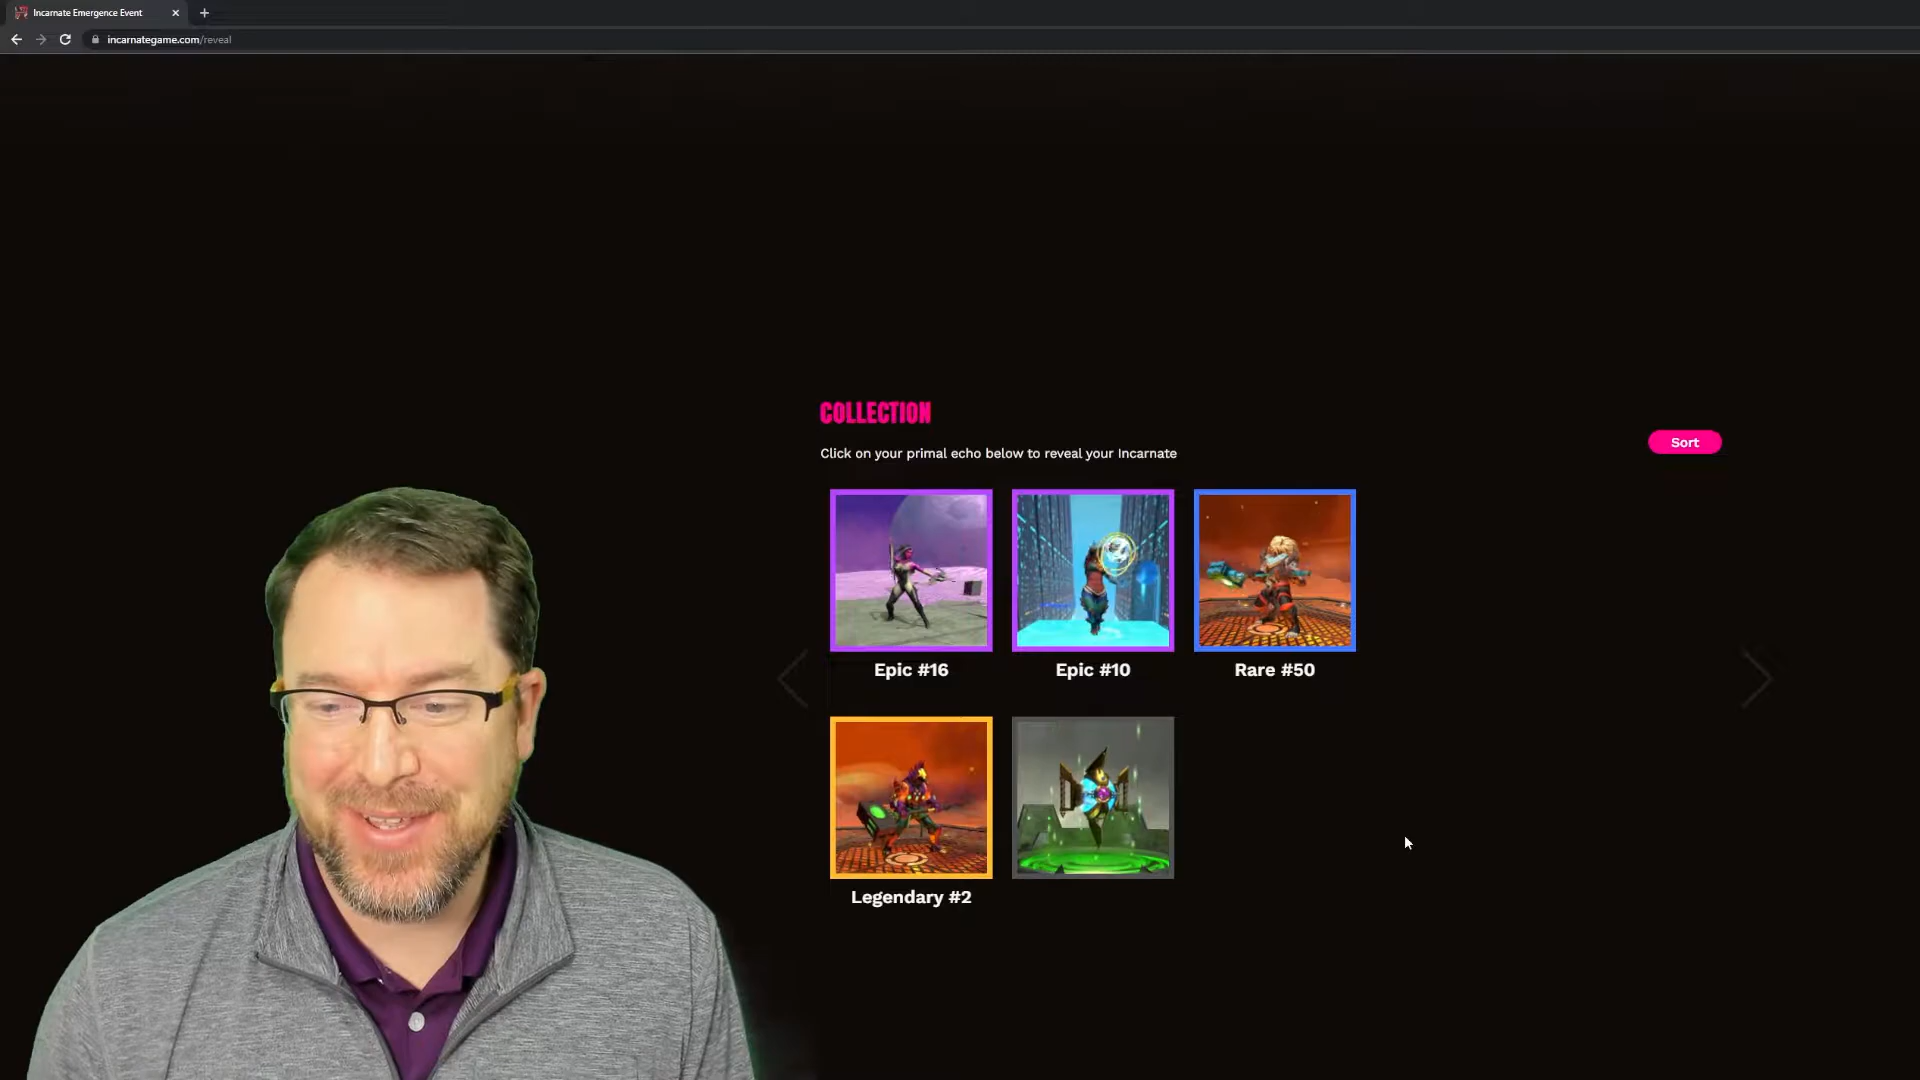 Incarnate Emergence Event
incarnategame.com/reveal
COLLECTION
Click on your primal echo below to reveal your Incarnate
Sort
Epic #16
Epic #10
Rare #50
Legendary #2